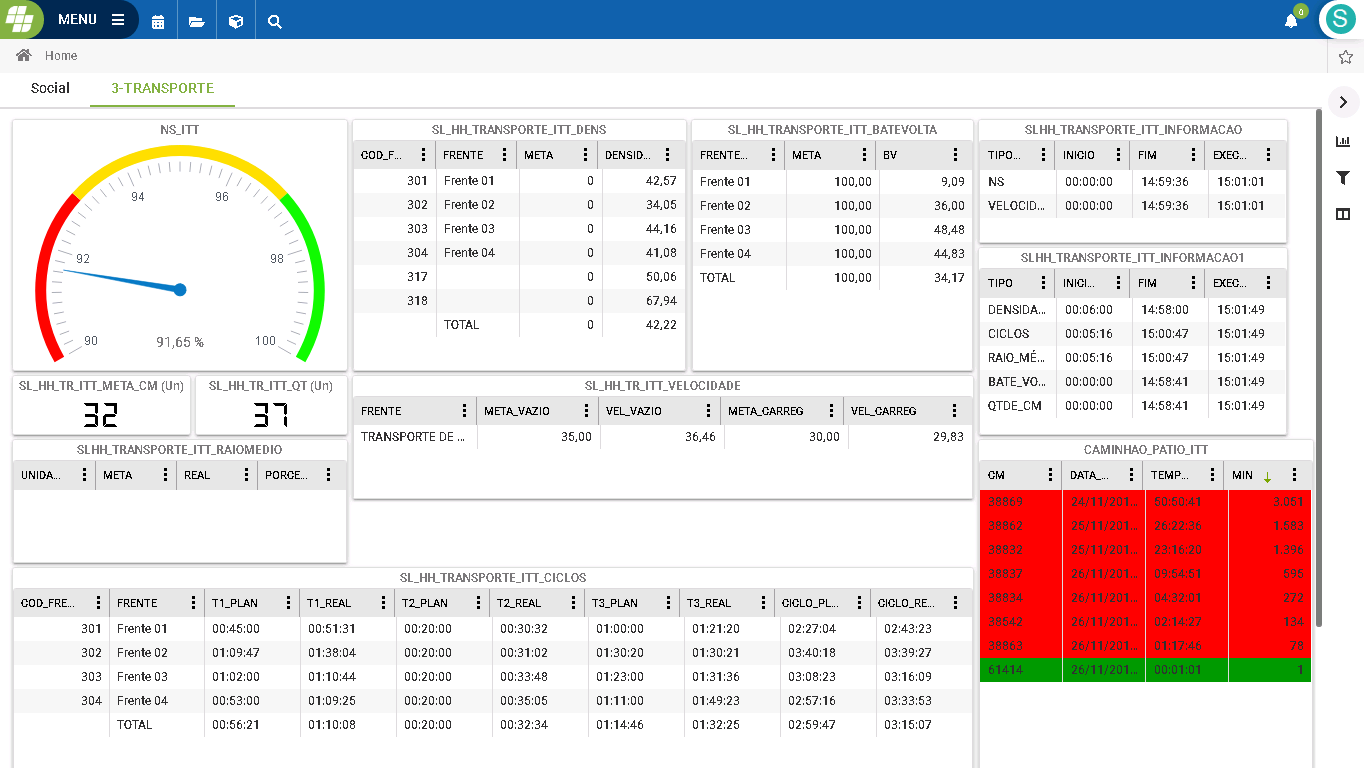 MENU
0
S
Home
Social 3-TRANSPORTE
NS_ITT
90 92 94 96 98 100
91,65 %
SL_HH_TRANSPORTE_ITT_DENS
COD_F... FRENTE META DENSID...
301 Frente 01 0 42,57
302 Frente 02 0 34,05
303 Frente 03 0 44,16
304 Frente 04 0 41,08
317 0 50,06
318 0 67,94
TOTAL 0 42,22
SL_HH_TRANSPORTE_ITT_BATEVOLTA
FRENTE... META BV
Frente 01 100,00 9,09
Frente 02 100,00 36,00
Frente 03 100,00 48,48
Frente 04 100,00 44,83
TOTAL 100,00 34,17
SLHH_TRANSPORTE_ITT_INFORMACAO
TIPO... INICIO FIM EXEC...
NS 00:00:00 14:59:36 15:01:01
VELOCID... 00:00:00 14:59:36 15:01:01
SLHH_TRANSPORTE_ITT_INFORMACAO1
TIPO INICI... FIM EXEC...
DENSIDA... 00:06:00 14:58:00 15:01:49
CICLOS 00:05:16 15:00:47 15:01:49
RAIO_MÉ... 00:05:16 15:00:47 15:01:49
BATE_VO... 00:00:00 14:58:41 15:01:49
QTDE_CM 00:00:00 14:58:41 15:01:49
SL_HH_TR_ITT_META_CM (Un)
32
SL_HH_TR_ITT_QT (Un)
37
SL_HH_TR_ITT_VELOCIDADE
FRENTE META_VAZIO VEL_VAZIO META_CARREG VEL_CARREG
TRANSPORTE DE ... 35,00 36,46 30,00 29,83
SLHH_TRANSPORTE_ITT_RAIOMEDIO
UNIDA... META REAL PORCE...
CAMINHAO_PATIO_ITT
CM DATA_... TEMP... MIN
38869 24/11/201... 50:50:41 3.051
38862 25/11/201... 26:22:36 1.583
38832 25/11/201... 23:16:20 1.396
38837 26/11/201... 09:54:51 595
38834 26/11/201... 04:32:01 272
38542 26/11/201... 02:14:27 134
38863 26/11/201... 01:17:46 78
61414 26/11/201... 00:01:01 1
SL_HH_TRANSPORTE_ITT_CICLOS
COD_FRE... FRENTE T1_PLAN T1_REAL T2_PLAN T2_REAL T3_PLAN T3_REAL CICLO_PL... CICLO_RE...
301 Frente 01 00:45:00 00:51:31 00:20:00 00:30:32 01:00:00 01:21:20 02:27:04 02:43:23
302 Frente 02 01:09:47 01:38:04 00:20:00 00:31:02 01:30:20 01:30:21 03:40:18 03:39:27
303 Frente 03 01:02:00 01:10:44 00:20:00 00:33:48 01:23:00 01:31:36 03:08:23 03:16:09
304 Frente 04 00:53:00 01:09:25 00:20:00 00:35:05 01:11:00 01:49:23 02:57:16 03:33:53
TOTAL 00:56:21 01:10:08 00:20:00 00:32:34 01:14:46 01:32:25 02:59:47 03:15:07